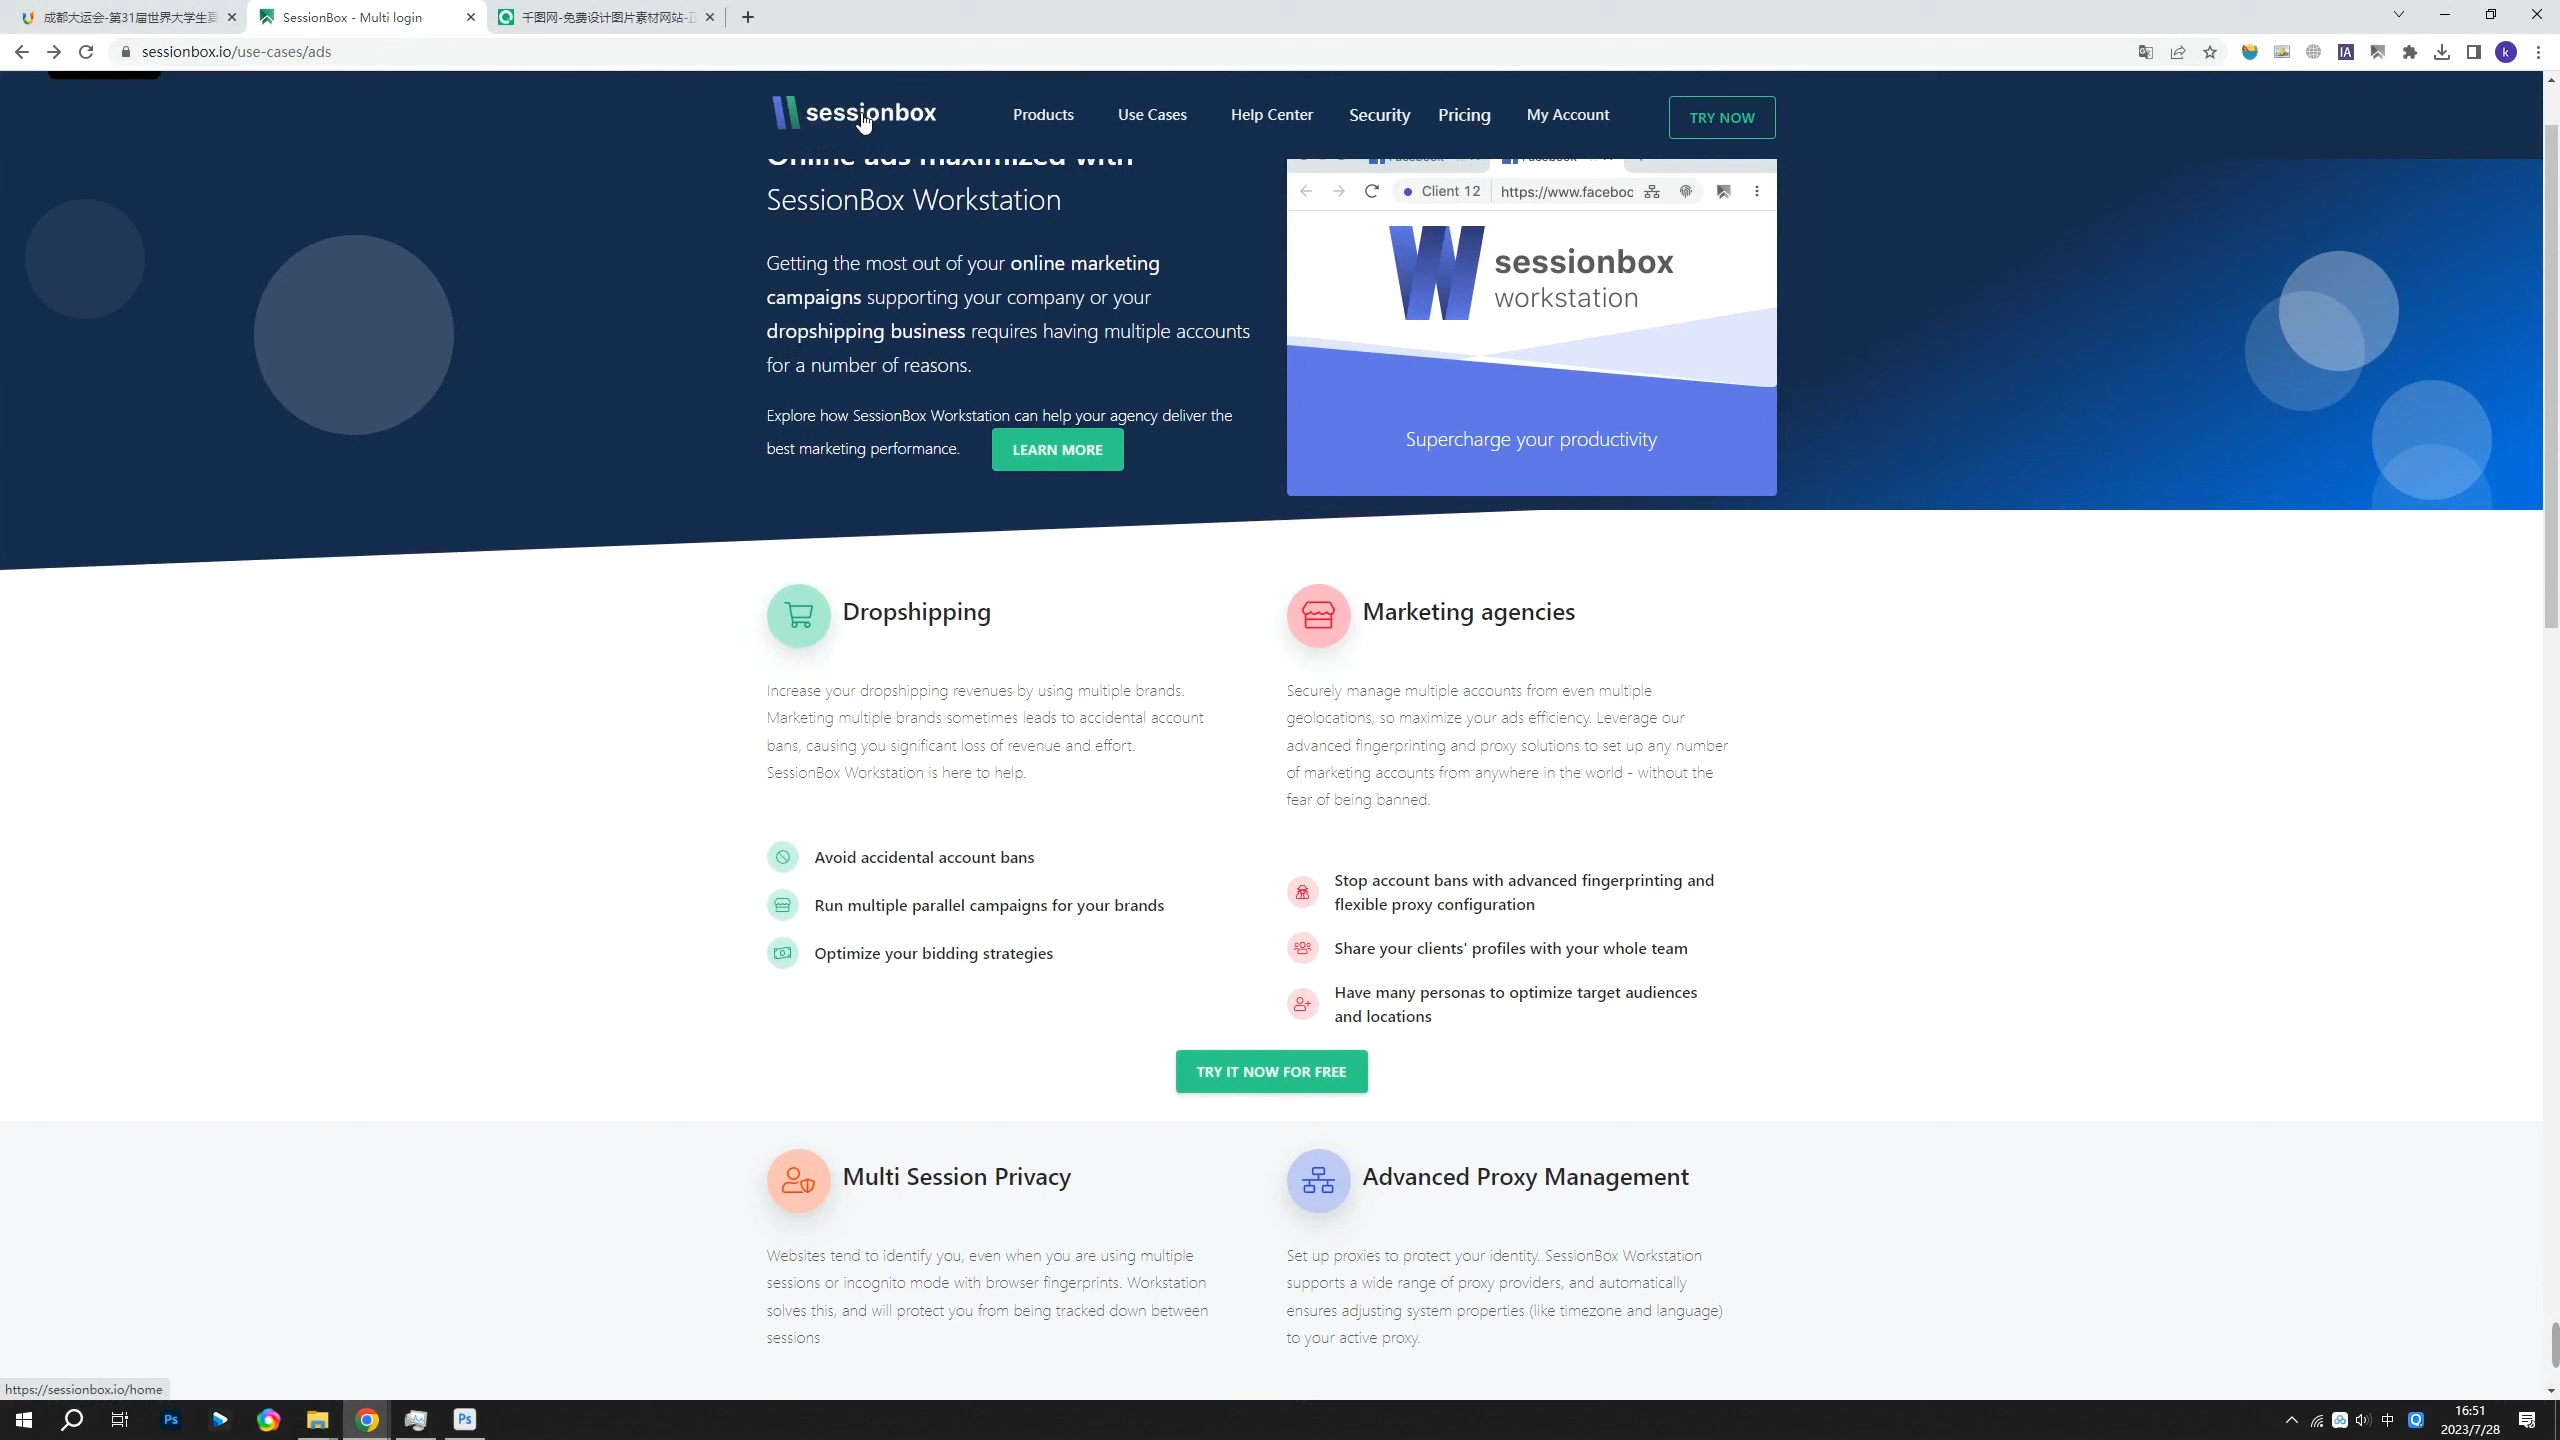 成都大运会-第31届世界大学生夏
SessionBox - Multi login
千图网-免费设计图片素材网站-正
sessionbox.io/use-cases/ads
sessionbox
Products
Use Cases
Help Center
Security
Pricing
My Account
TRY NOW
Online ads maximized with
SessionBox Workstation
Getting the most out of your online marketing
campaigns supporting your company or your
dropshipping business requires having multiple accounts
for a number of reasons.
Explore how SessionBox Workstation can help your agency deliver the
best marketing performance.
LEARN MORE
Client 12
https://www.faceboo
sessionbox
workstation
Supercharge your productivity
Dropshipping
Increase your dropshipping revenues by using multiple brands.
Marketing multiple brands sometimes leads to accidental account
bans, causing you significant loss of revenue and effort.
SessionBox Workstation is here to help.
Avoid accidental account bans
Run multiple parallel campaigns for your brands
Optimize your bidding strategies
Marketing agencies
Securely manage multiple accounts from even multiple
geolocations, so maximize your ads efficiency. Leverage our
advanced fingerprinting and proxy solutions to set up any number
of marketing accounts from anywhere in the world - without the
fear of being banned.
Stop account bans with advanced fingerprinting and
flexible proxy configuration
Share your clients' profiles with your whole team
Have many personas to optimize target audiences
and locations
TRY IT NOW FOR FREE
Multi Session Privacy
Websites tend to identify you, even when you are using multiple
sessions or incognito mode with browser fingerprints. Workstation
solves this, and will protect you from being tracked down between
sessions
Advanced Proxy Management
Set up proxies to protect your identity. SessionBox Workstation
supports a wide range of proxy providers, and automatically
ensures adjusting system properties (like timezone and language)
to your active proxy.
https://sessionbox.io/home
Ps
Ps
中
16:51
2023/7/28
IA
k